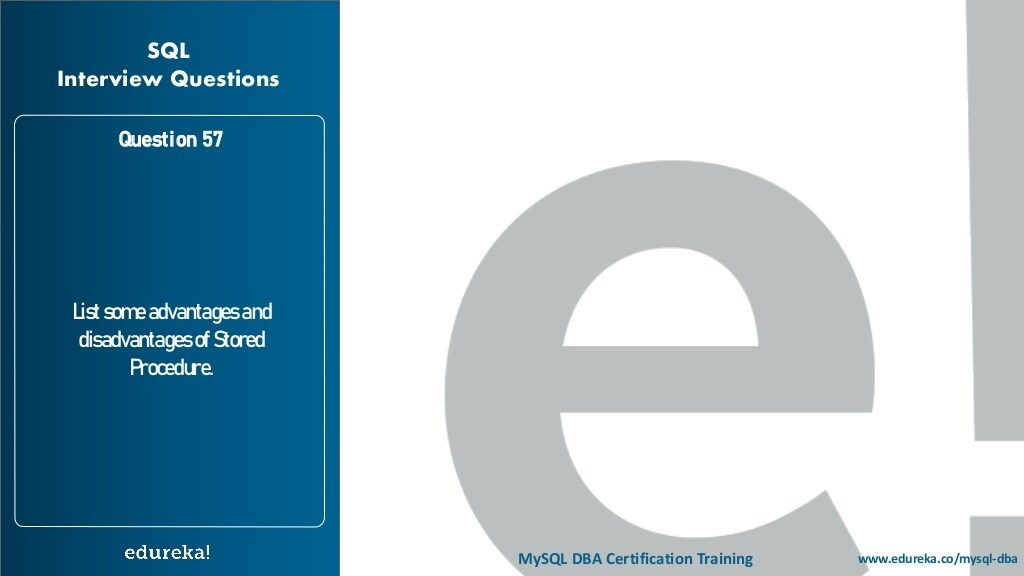 SQL
Interview Questions
Question 57
List some advantages and
disadvantages of Stored
Procedure.
edureka!
e!
MySQL DBA Certification Training
www.edureka.co/mysql-dba